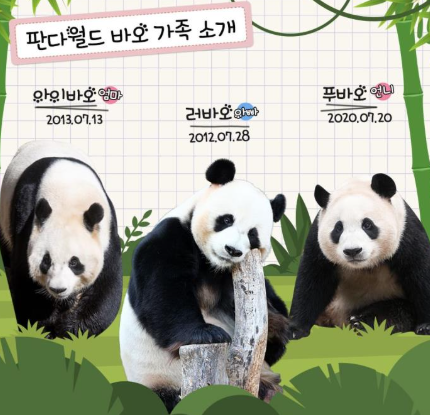 판다월드 바오 가족 소개
아이바오 엄마
2013.07.13
러바오 아빠
2012.07.28
푸바오 언니
2020.07.20